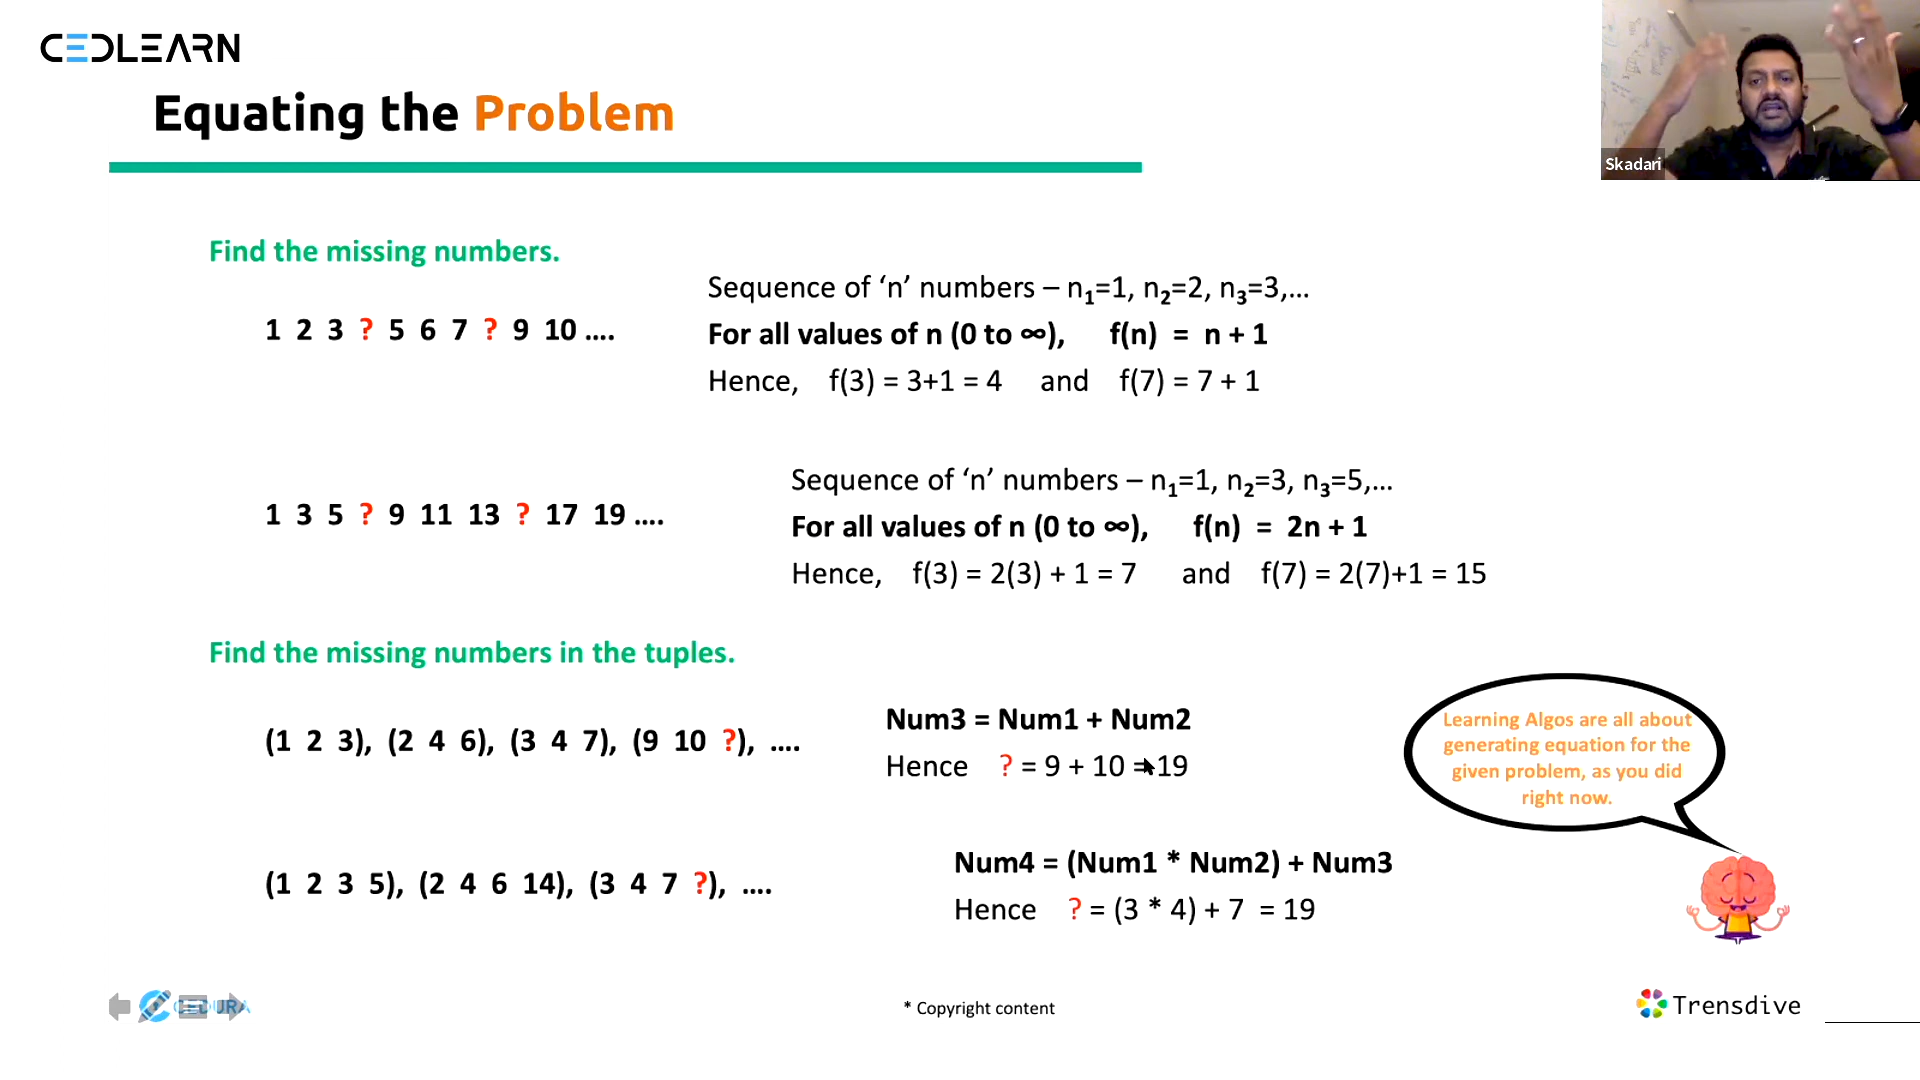 CEDLEARN
Equating the Problem
Skadari
Find the missing numbers.
1 2 3 ? 5 6 7 ? 9 10 ....
Sequence of ‘n’ numbers – n₁=1, n₂=2, n₃=3,...
For all values of n (0 to ∞), f(n) = n + 1
Hence, f(3) = 3+1 = 4 and f(7) = 7 + 1
1 3 5 ? 9 11 13 ? 17 19 ....
Sequence of ‘n’ numbers – n₁=1, n₂=3, n₃=5,...
For all values of n (0 to ∞), f(n) = 2n + 1
Hence, f(3) = 2(3) + 1 = 7 and f(7) = 2(7)+1 = 15
Find the missing numbers in the tuples.
(1 2 3), (2 4 6), (3 4 7), (9 10 ?), ....
Num3 = Num1 + Num2
Hence ? = 9 + 10 = 19
Learning Algos are all about
generating equation for the
given problem, as you did
right now.
(1 2 3 5), (2 4 6 14), (3 4 7 ?), ....
Num4 = (Num1 * Num2) + Num3
Hence ? = (3 * 4) + 7 = 19
CEDURA
* Copyright content
Trensdive